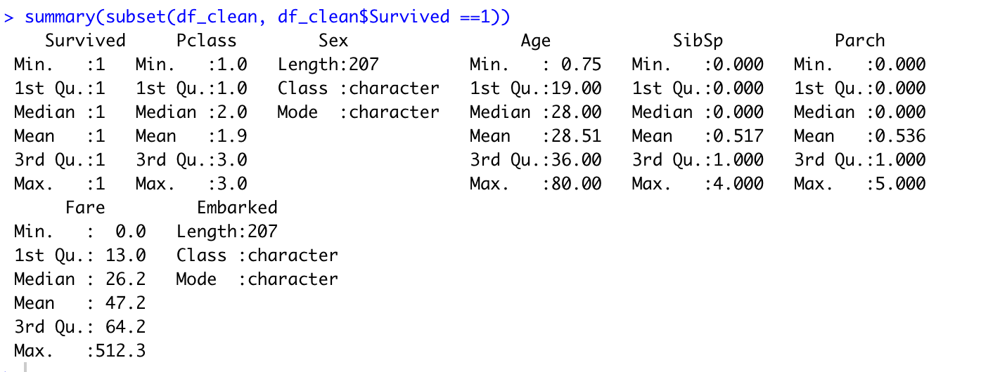 > summary(subset(df_clean, df_clean$Survived ==1))
    Survived     Pclass        Sex                 Age            SibSp           Parch
 Min.   :1   Min.   :1.0   Length:207         Min.   : 0.75   Min.   :0.000   Min.   :0.000
 1st Qu.:1   1st Qu.:1.0   Class :character   1st Qu.:19.00   1st Qu.:0.000   1st Qu.:0.000
 Median :1   Median :2.0   Mode  :character   Median :28.00   Median :0.000   Median :0.000
 Mean   :1   Mean   :1.9                      Mean   :28.51   Mean   :0.517   Mean   :0.536
 3rd Qu.:1   3rd Qu.:3.0                      3rd Qu.:36.00   3rd Qu.:1.000   3rd Qu.:1.000
 Max.   :1   Max.   :3.0                      Max.   :80.00   Max.   :4.000   Max.   :5.000
      Fare         Embarked
 Min.   :  0.0   Length:207
 1st Qu.: 13.0   Class :character
 Median : 26.2   Mode  :character
 Mean   : 47.2
 3rd Qu.: 64.2
 Max.   :512.3